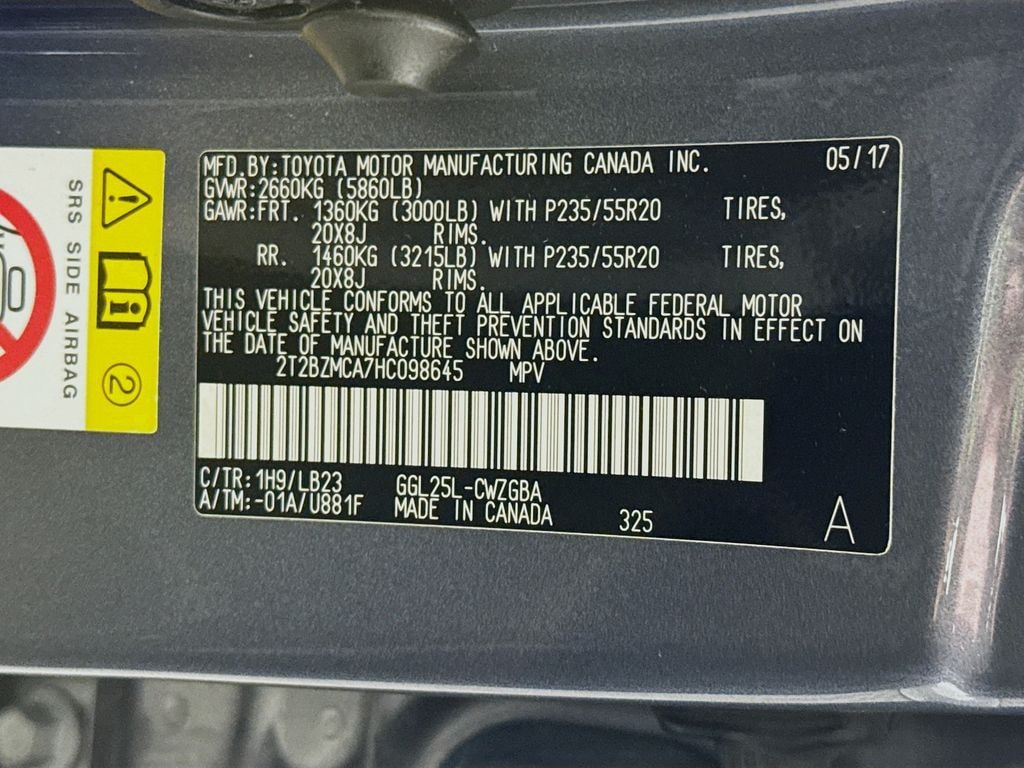 MFD.BY:TOYOTA MOTOR MANUFACTURING CANADA INC. 05/17
GVWR:2660KG (5860LB)
GAWR:FRT. 1360KG (3000LB) WITH P235/55R20 TIRES,
20X8J RIMS.
RR. 1460KG (3215LB) WITH P235/55R20 TIRES,
20X8J RIMS.
THIS VEHICLE CONFORMS TO ALL APPLICABLE FEDERAL MOTOR
VEHICLE SAFETY AND THEFT PREVENTION STANDARDS IN EFFECT ON
THE DATE OF MANUFACTURE SHOWN ABOVE.
2T2BZMCA7HC098645 MPV
C/TR:1H9/LB23 GGL25L-CWZGBA
A/TM:-01A/U881F MADE IN CANADA 325 A
SRS SIDE AIRBAG
2